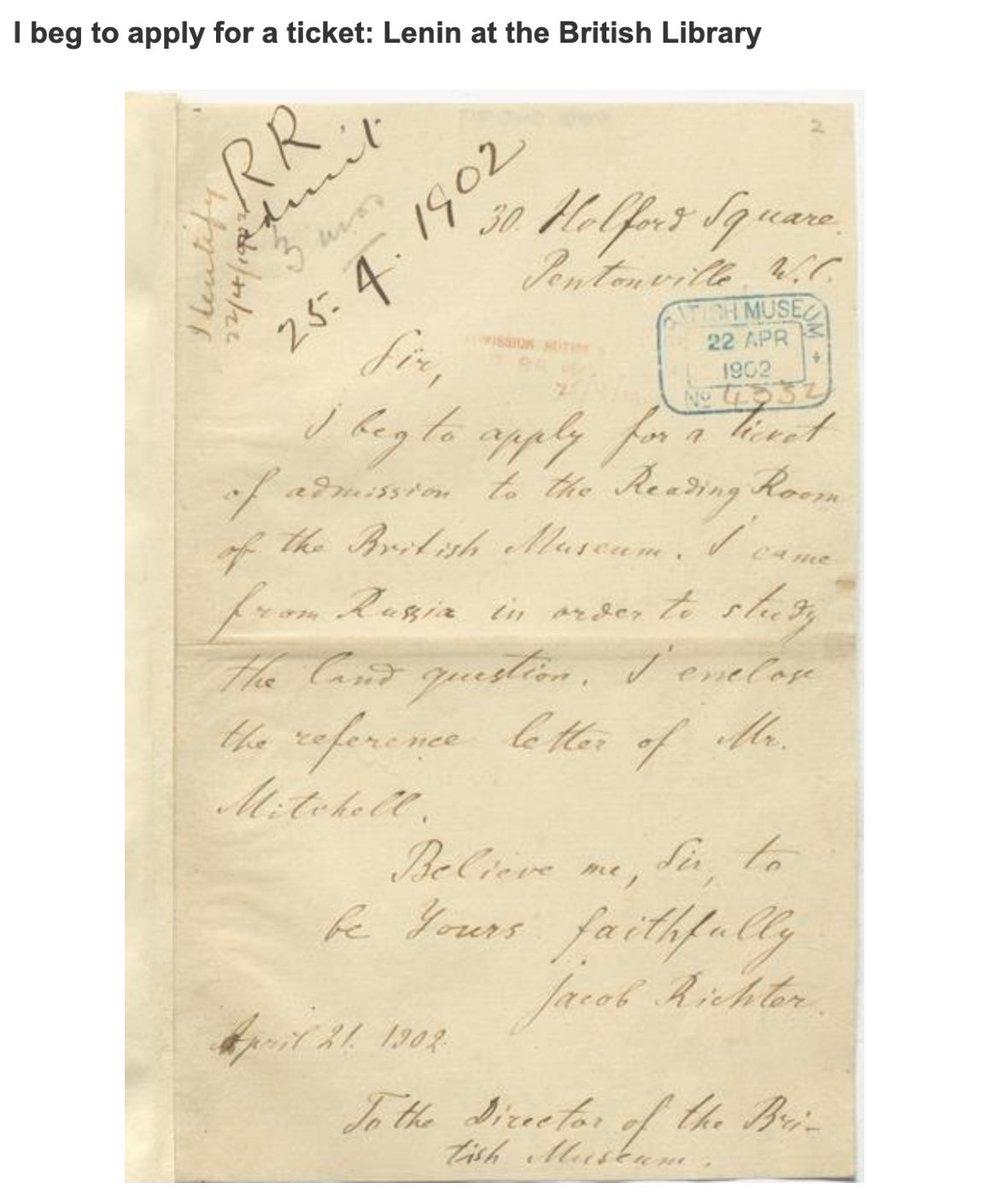 I beg to apply for a ticket: Lenin at the British Library
2
RR
Admit
3 mos
25. 4. 1902
Identify
22/4/1902
30. Holford Square.
Pentonville. W.C.
BRITISH MUSEUM
22 APR
1902
No 4332
Sir,
I beg to apply for a ticket
of admission to the Reading Room
of the British Museum. I came
from Russia in order to study
the land question. I enclose
the reference letter of Mr.
Mitchell.
Believe me, Sir, to
be Yours faithfully
Jacob Richter.
April 21. 1902.
To the Director of the Bri-
tish Museum.